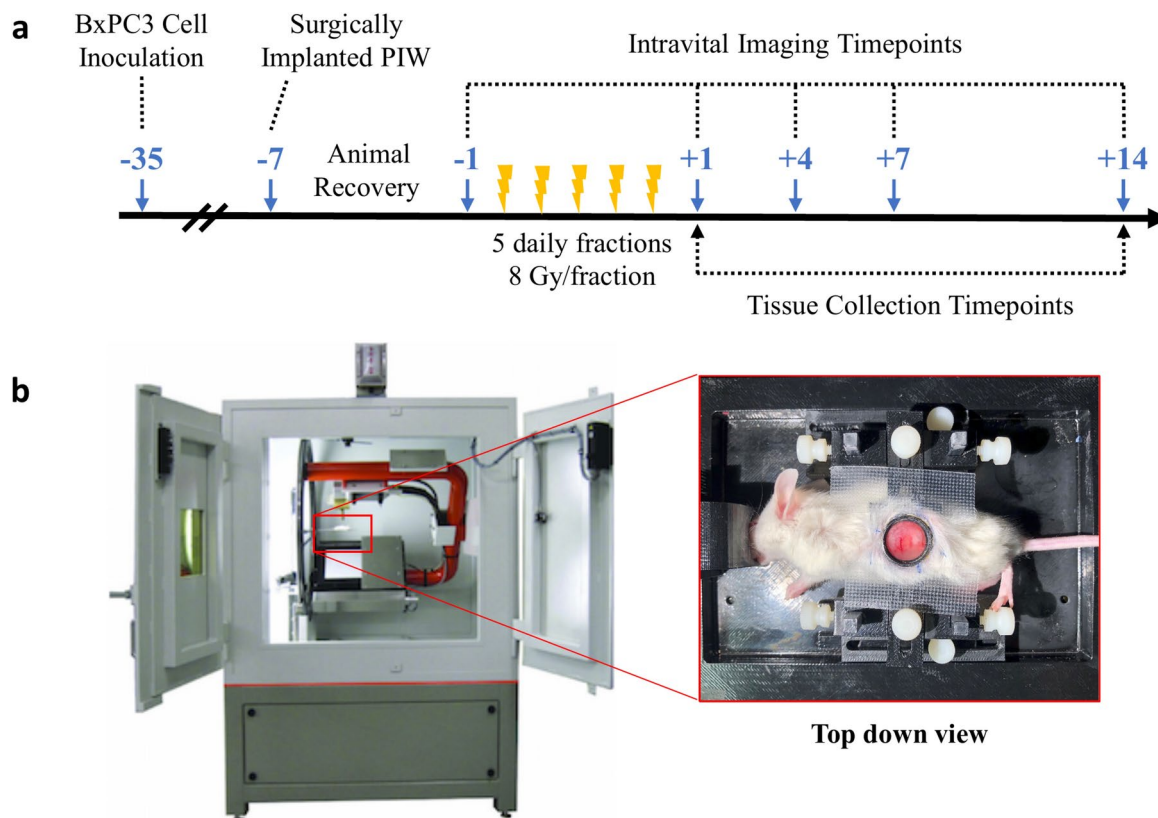 a
BxPC3 Cell
Inoculation
Surgically
Implanted PIW
Intravital Imaging Timepoints
-35
-7
Animal
Recovery
-1
+1
+4
+7
+14
5 daily fractions
8 Gy/fraction
Tissue Collection Timepoints
b
Top down view